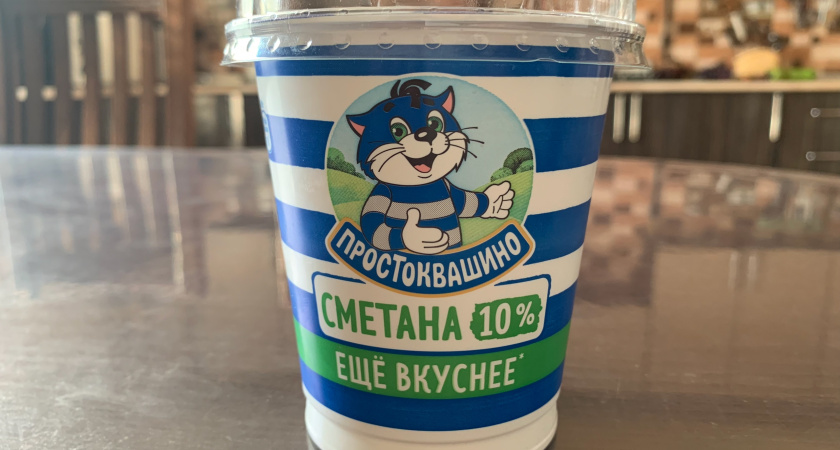 ПРОСТОКВАШИНО
СМЕТАНА 10%
ЕЩЁ ВКУСНЕЕ*